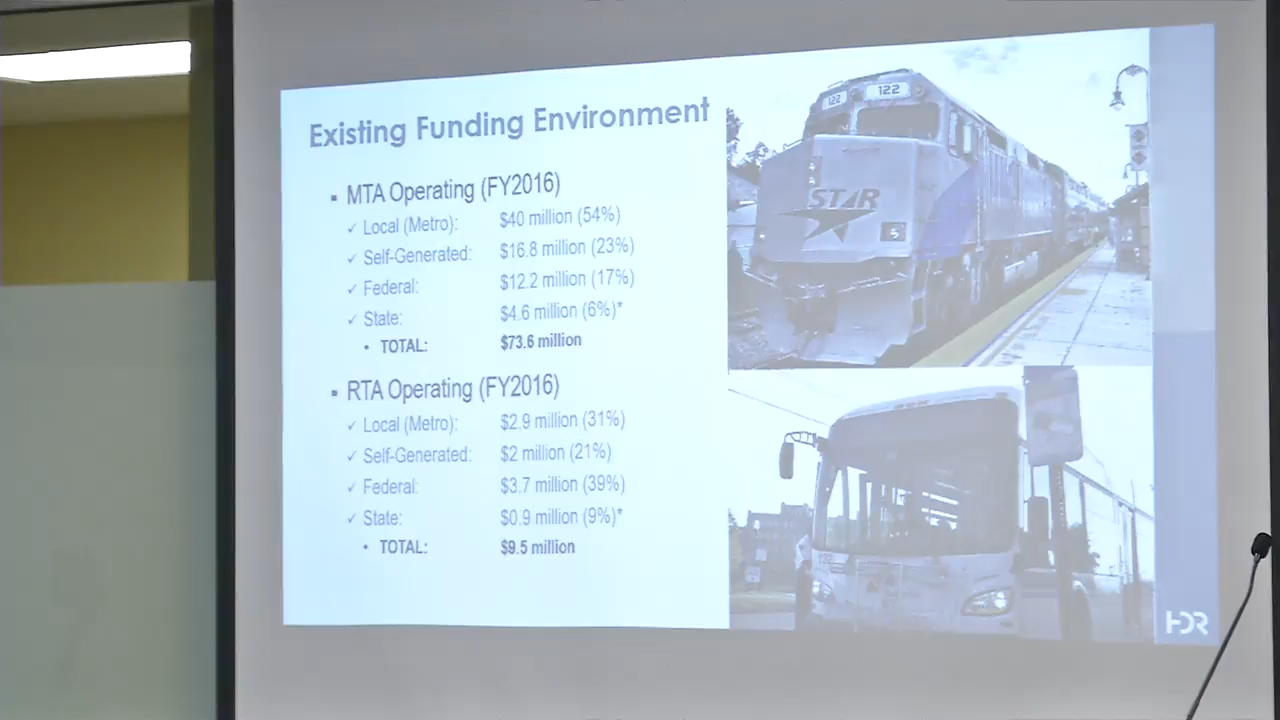 Existing Funding Environment
▪ MTA Operating (FY2016)
✓ Local (Metro): $40 million (54%)
✓ Self-Generated: $16.8 million (23%)
✓ Federal: $12.2 million (17%)
✓ State: $4.6 million (6%)*
• TOTAL: $73.6 million
▪ RTA Operating (FY2016)
✓ Local (Metro): $2.9 million (31%)
✓ Self-Generated: $2 million (21%)
✓ Federal: $3.7 million (39%)
✓ State: $0.9 million (9%)*
• TOTAL: $9.5 million
122 122
STAR
HDR